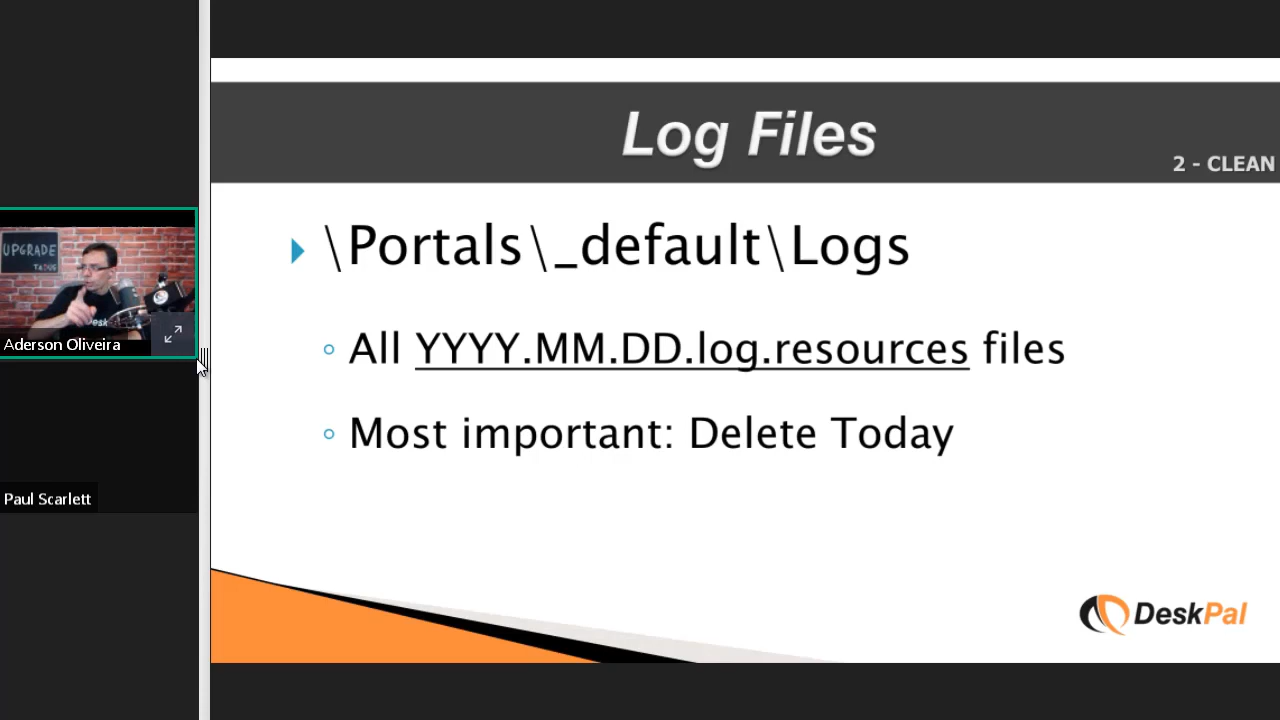 Log Files
2 - CLEAN
\Portals\_default\Logs
All YYYY.MM.DD.log.resources files
Most important: Delete Today
DeskPal
UPGRADE
Aderson Oliveira
Paul Scarlett